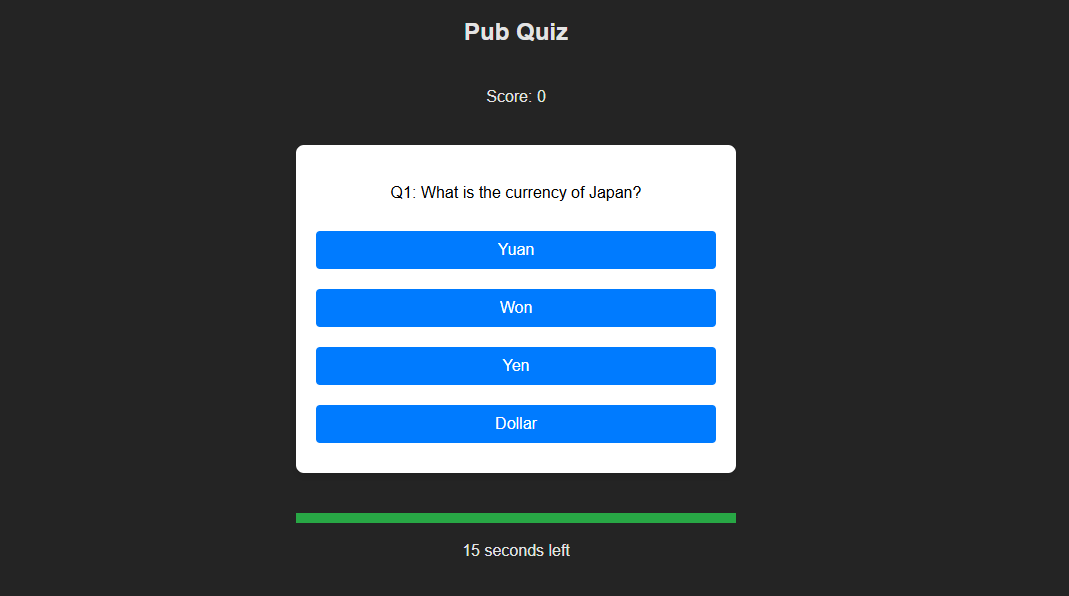 Pub Quiz
Score: 0
Q1: What is the currency of Japan?
Yuan
Won
Yen
Dollar
15 seconds left